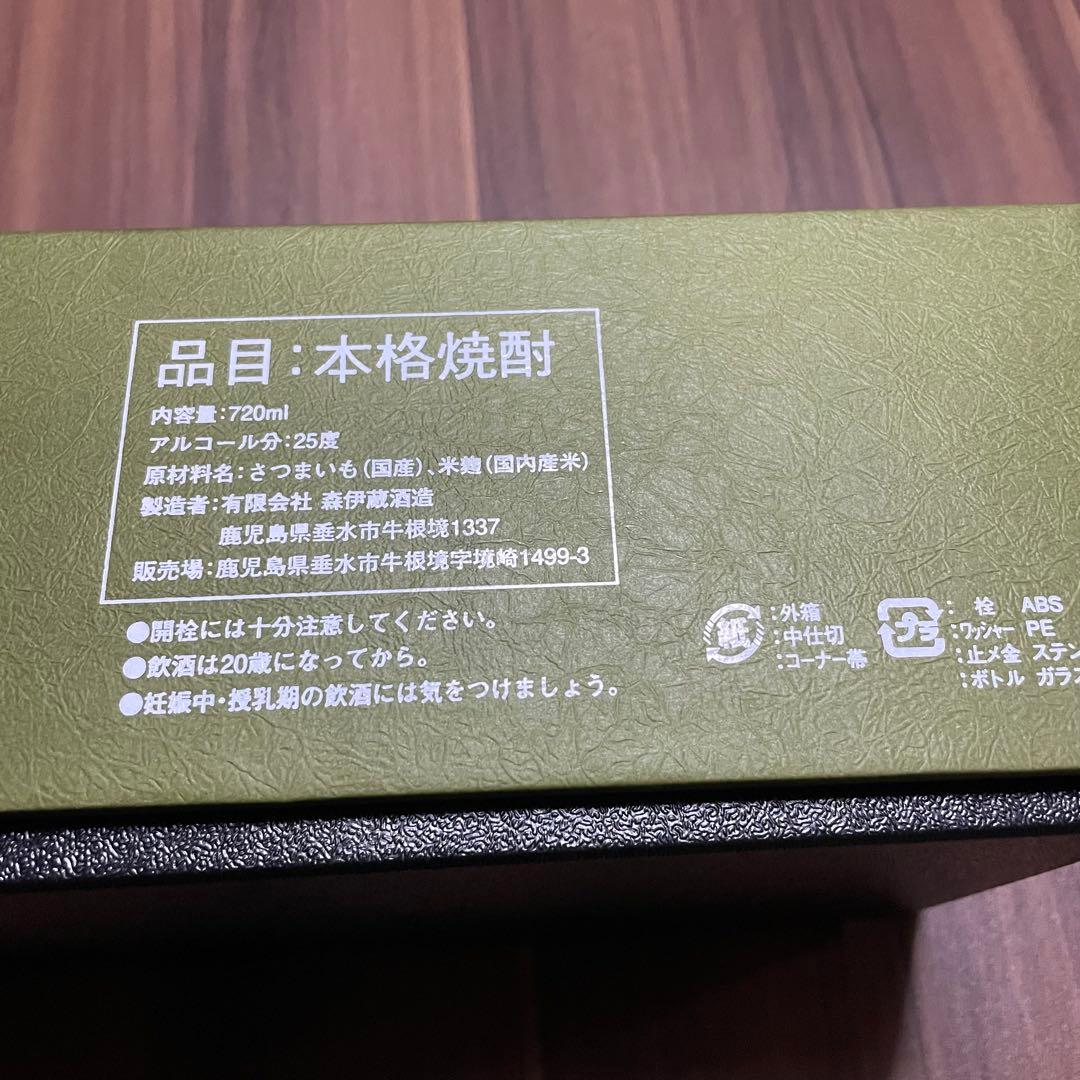 品目：本格焼酎
内容量：720ml
アルコール分：25度
原材料名：さつまいも（国産）、米麹（国内産米）
製造者：有限会社 森伊蔵酒造
鹿児島県垂水市牛根境1337
販売場：鹿児島県垂水市牛根境字境崎1499-3
●開栓には十分注意してください。
●飲酒は20歳になってから。
●妊娠中・授乳期の飲酒には気をつけましょう。
紙
：外箱
：中仕切
：コーナー帯
プラ
：栓 ABS
：ワッシャー PE
：止メ金 ステン
：ボトル ガラス